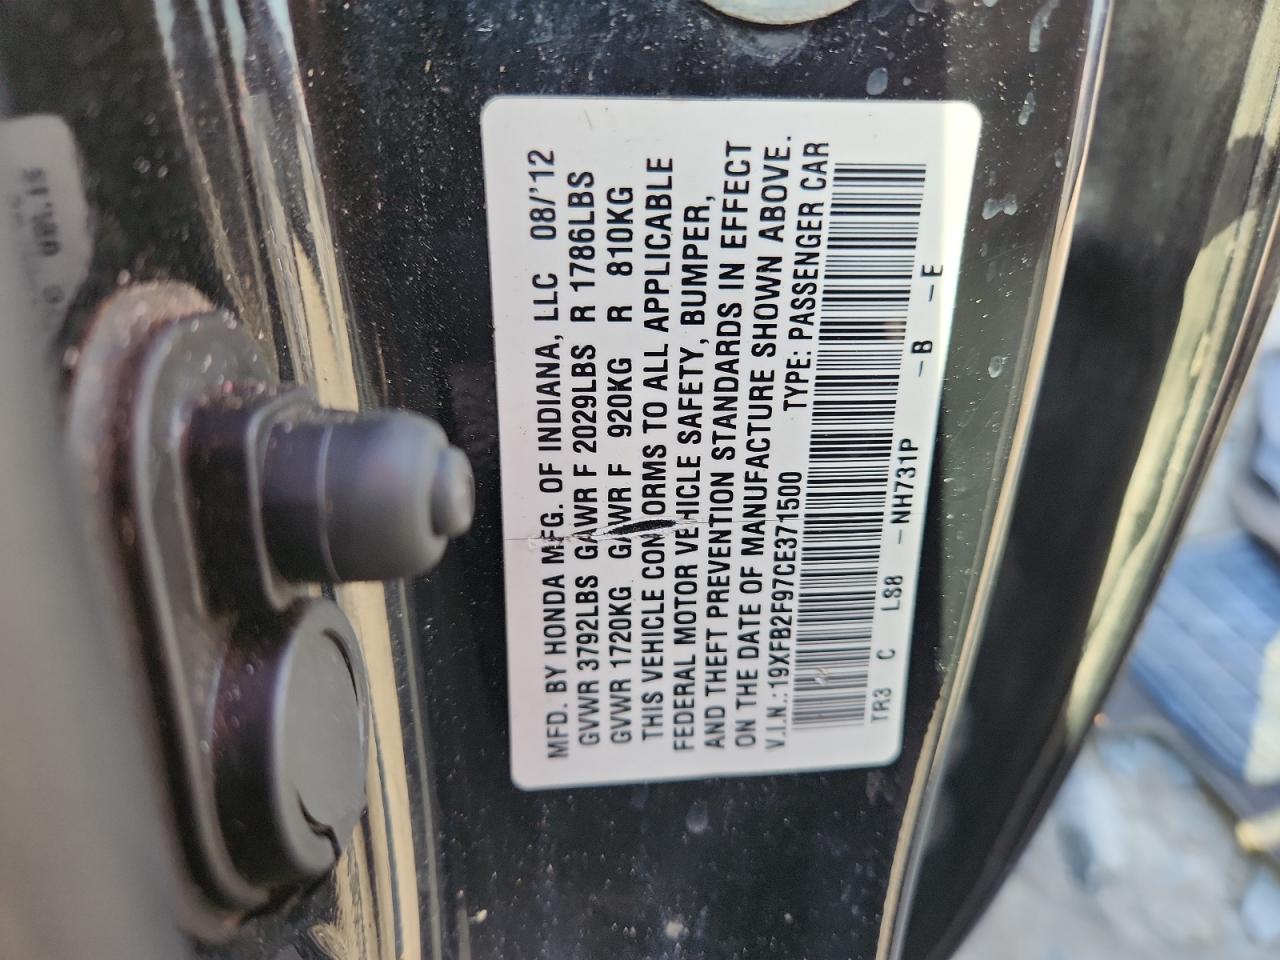 MFD. BY HONDA MFG. OF INDIANA, LLC 08/'12
GVWR 3792LBS GAWR F 2029LBS R 1786LBS
GVWR 1720KG GAWR F 920KG R 810KG
THIS VEHICLE CONFORMS TO ALL APPLICABLE
FEDERAL MOTOR VEHICLE SAFETY, BUMPER,
AND THEFT PREVENTION STANDARDS IN EFFECT
ON THE DATE OF MANUFACTURE SHOWN ABOVE.
V.I.N.:19XFB2F97CE371500 TYPE: PASSENGER CAR
TR3 C L88 -NH731P -B -E